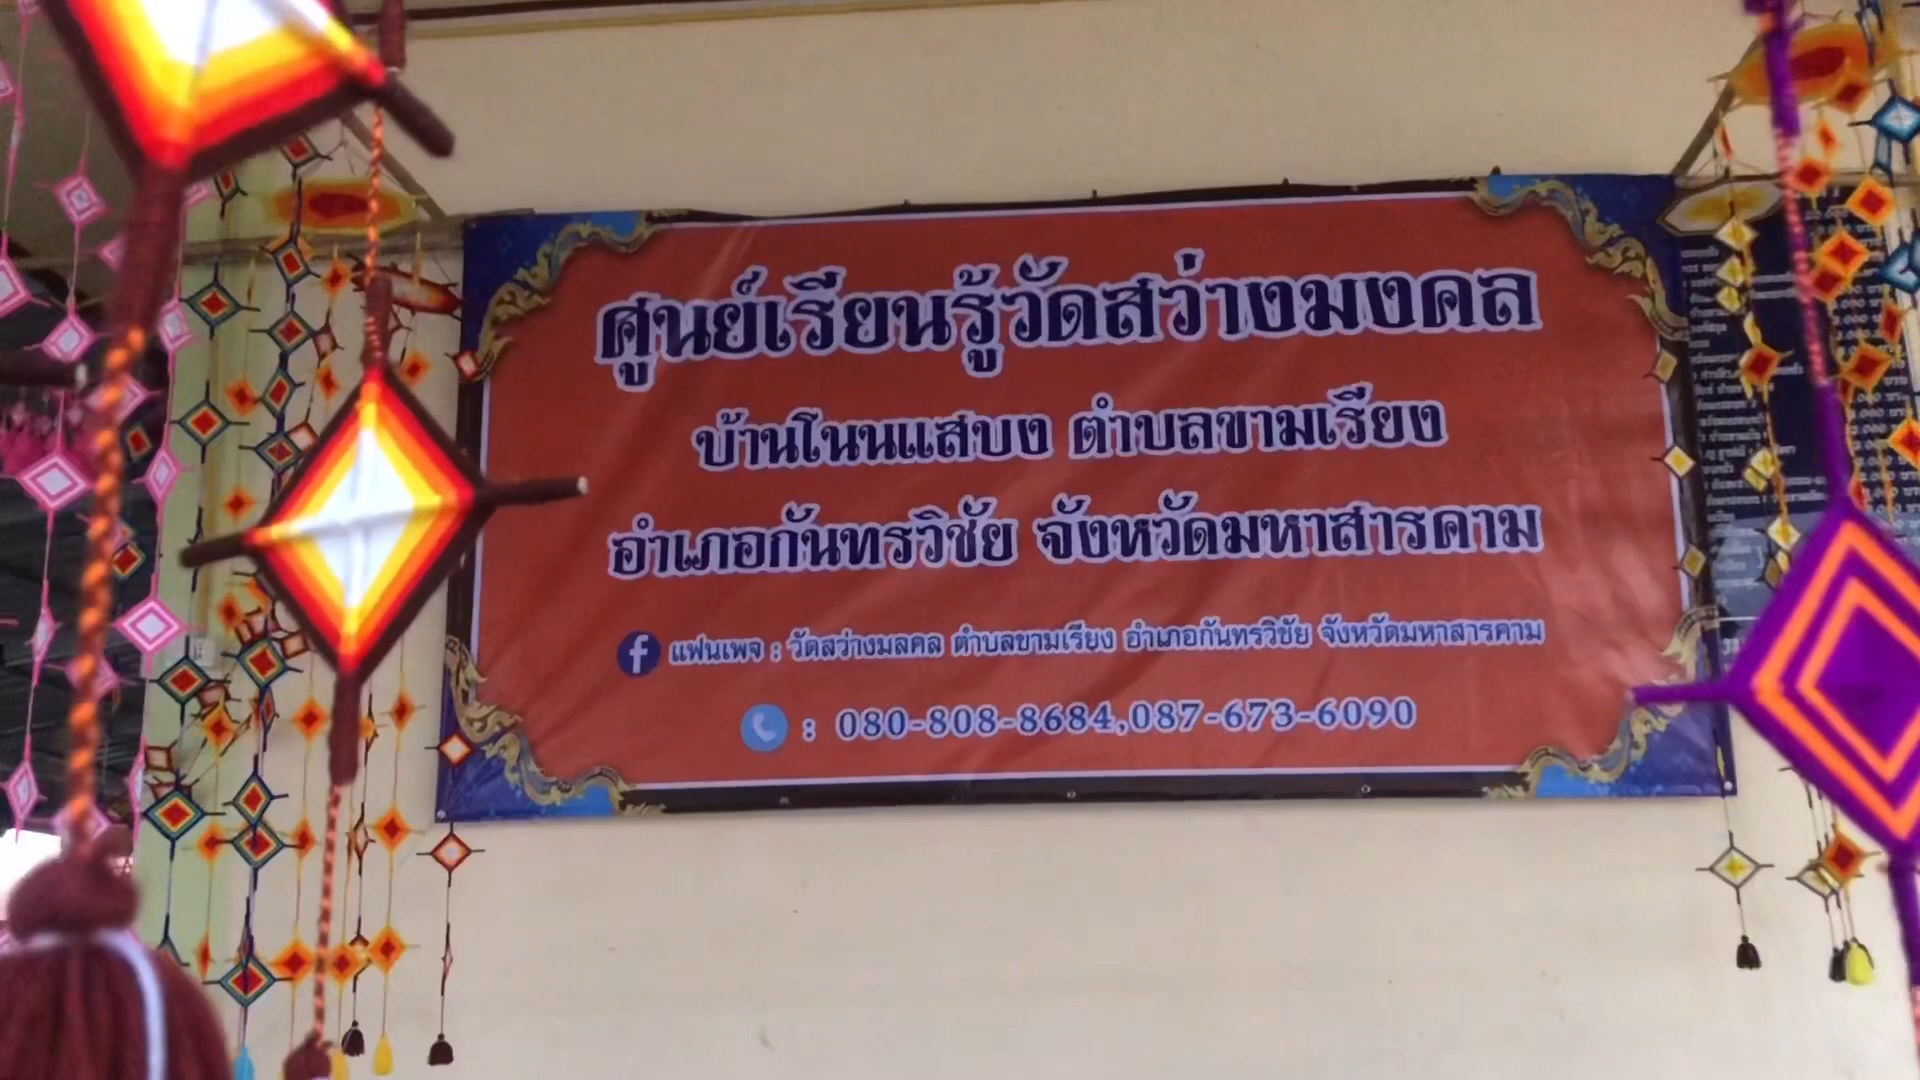 ศูนย์เรียนรู้วัดสว่างมงคล
บ้านโนนแสบง ตำบลขามเรียง
อำเภอกันทรวิชัย จังหวัดมหาสารคาม
แฟนเพจ : วัดสว่างมลคล ตำบลขามเรียง อำเภอกันทรวิชัย จังหวัดมหาสารคาม
: 080-808-8684,087-673-6090